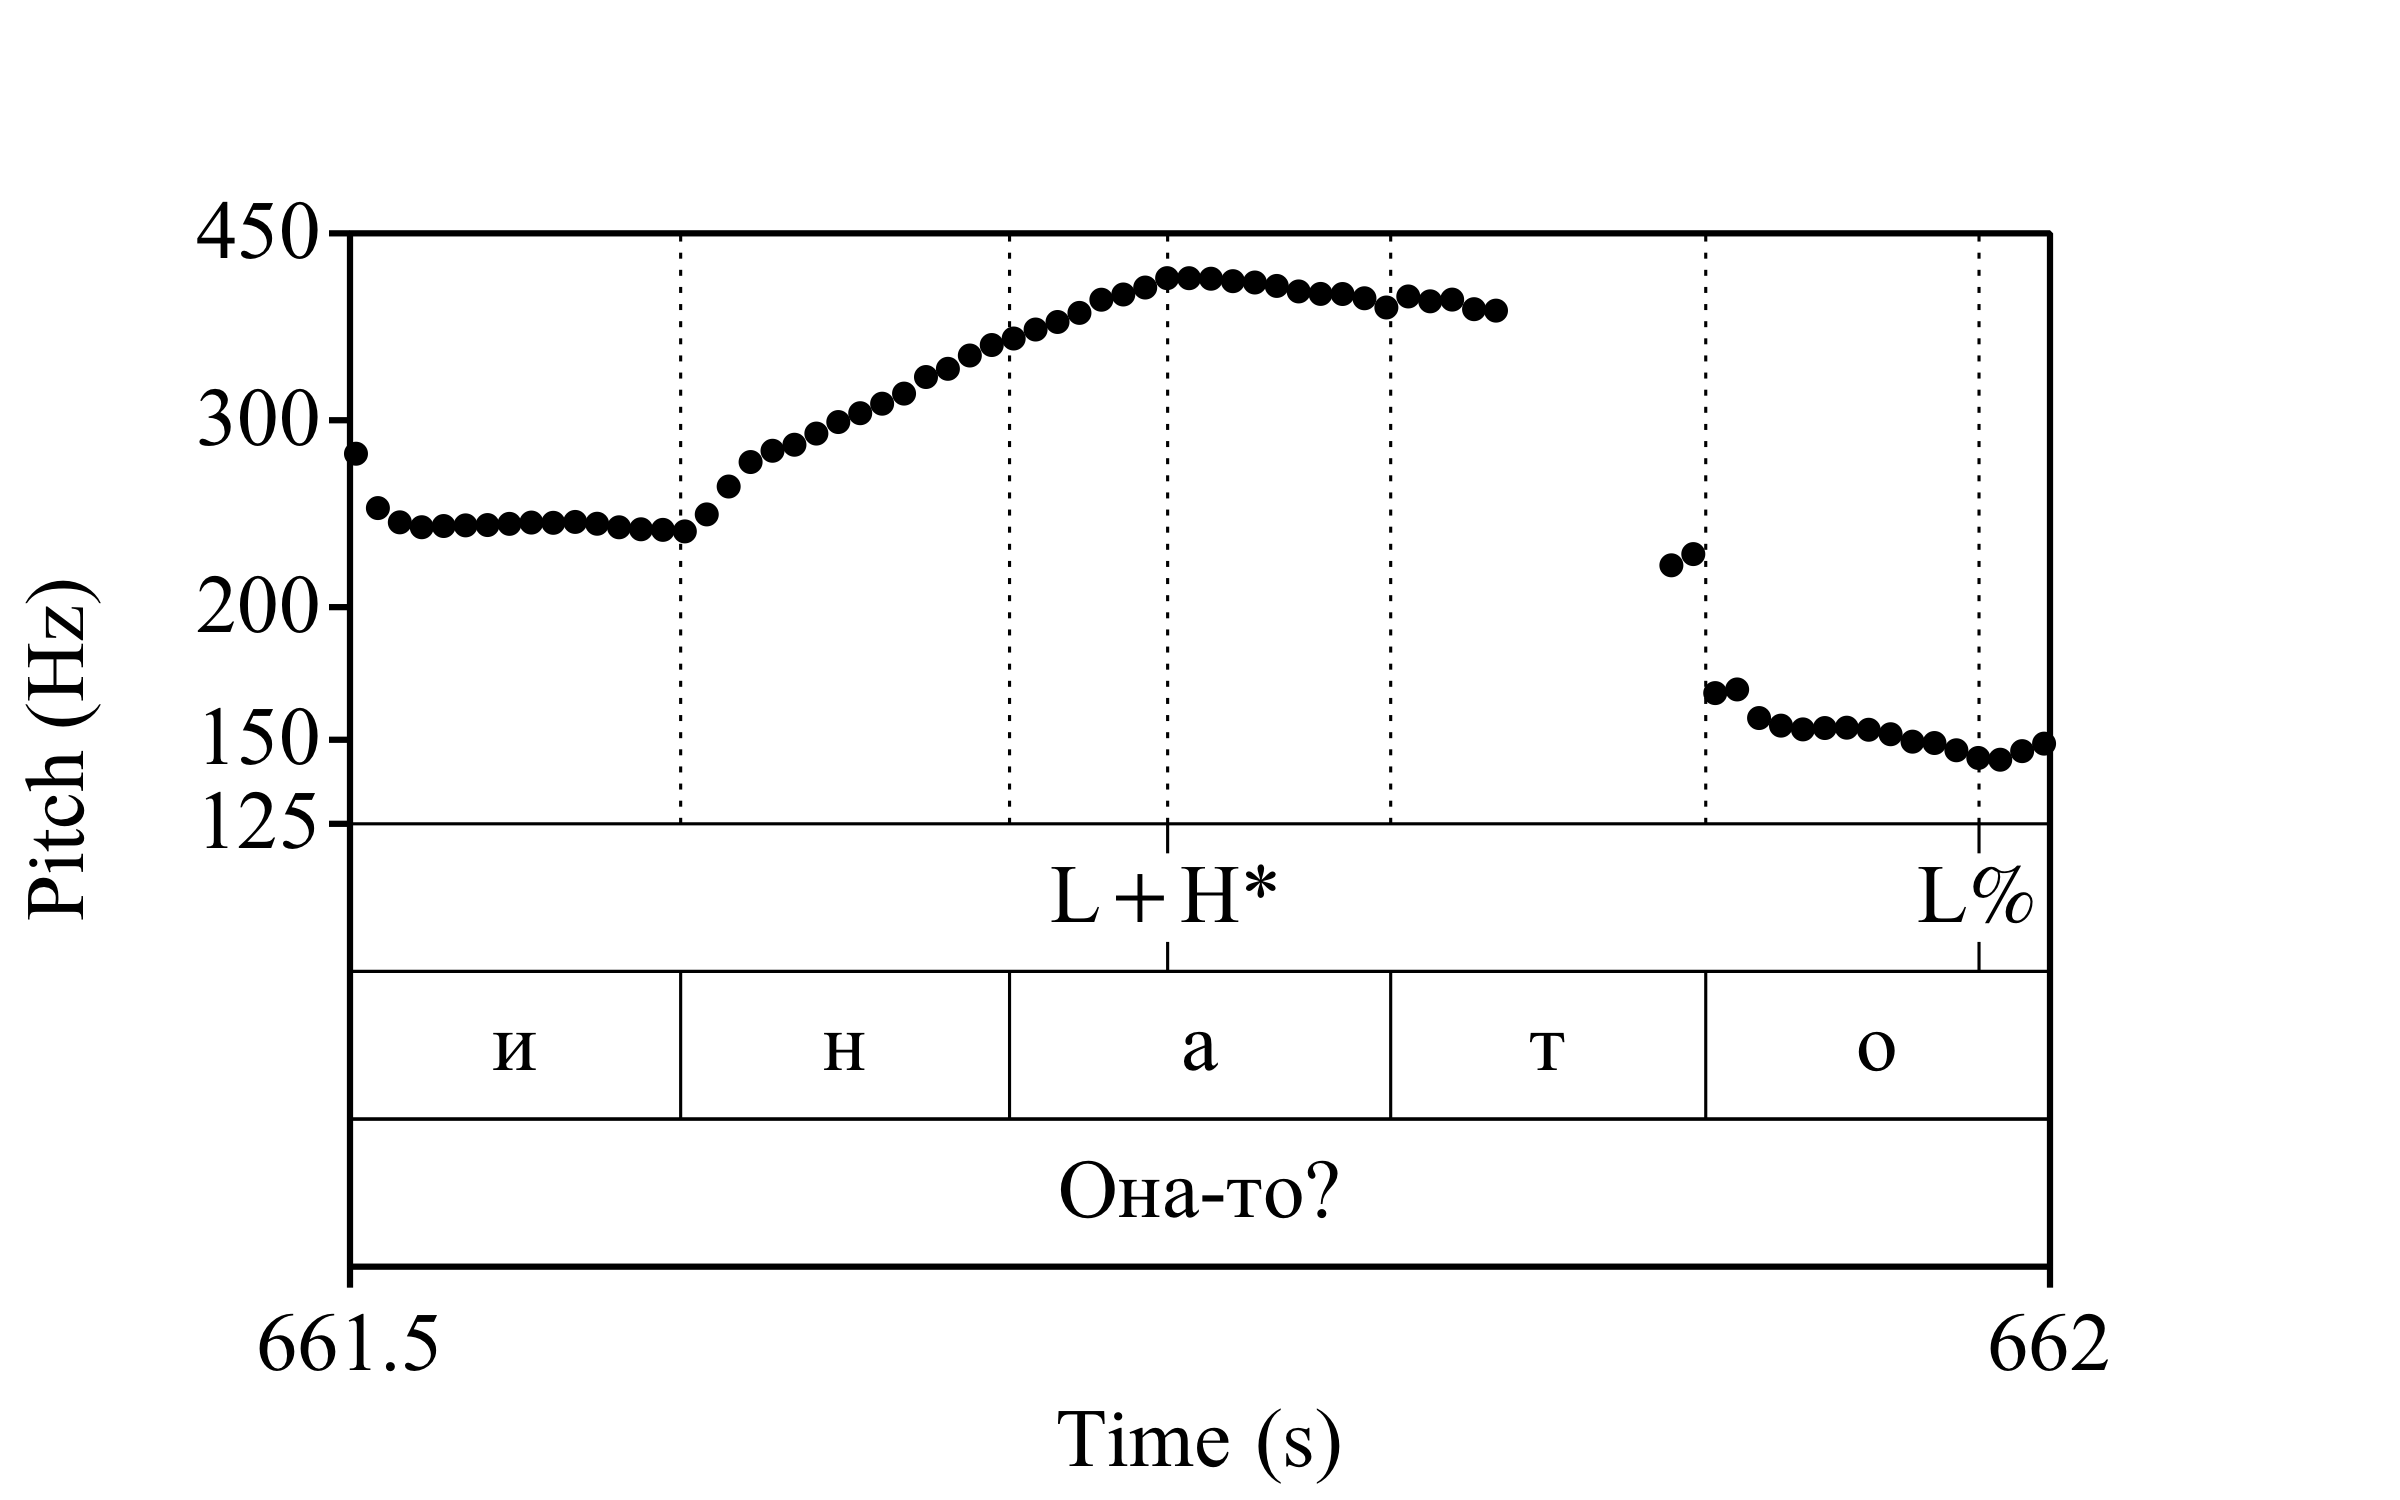 450
300
200
150
125
Pitch (Hz)
L+H* L%
и н а т о
Она-то?
661.5 662
Time (s)